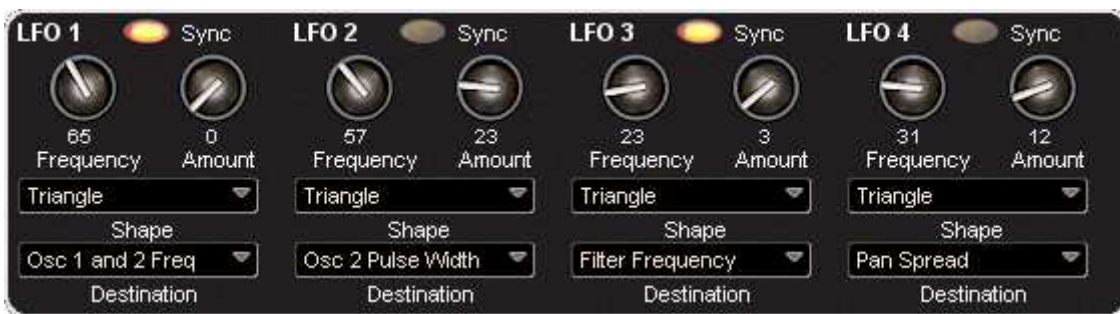 LFO 1 Sync LFO 2 Sync LFO 3 Sync LFO 4 Sync
65 0 57 23 23 3 31 12
Frequency Amount Frequency Amount Frequency Amount Frequency Amount
Triangle Triangle Triangle Triangle
Shape Shape Shape Shape
Osc 1 and 2 Freq Osc 2 Pulse Width Filter Frequency Pan Spread
Destination Destination Destination Destination